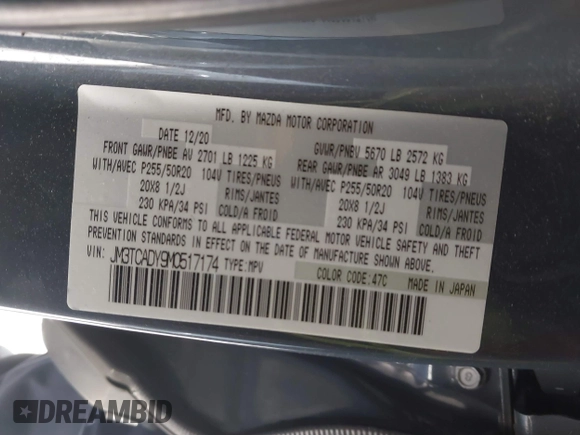 MFD. BY MAZDA MOTOR CORPORATION
DATE 12/20 GVWR/PNBV 5670 LB 2572 KG
FRONT GAWR/PNBE AV 2701 LB 1225 KG REAR GAWR/PNBE AR 3049 LB 1383 KG
WITH/AVEC P255/50R20 104V TIRES/PNEUS WITH/AVEC P255/50R20 104V TIRES/PNEUS
20X8 1/2J RIMS/JANTES 20X8 1/2J RIMS/JANTES
230 KPA/34 PSI COLD/A FROID 230 KPA/34 PSI COLD/A FROID
THIS VEHICLE CONFORMS TO ALL APPLICABLE FEDERAL MOTOR VEHICLE SAFETY AND THEFT
PREVENTION STANDARDS IN EFFECT ON THE DATE OF MANUFACTURE SHOWN ABOVE.
VIN: JM3TCADY9M0517174 TYPE:MPV
COLOR CODE:47C MADE IN JAPAN
DREAMBID